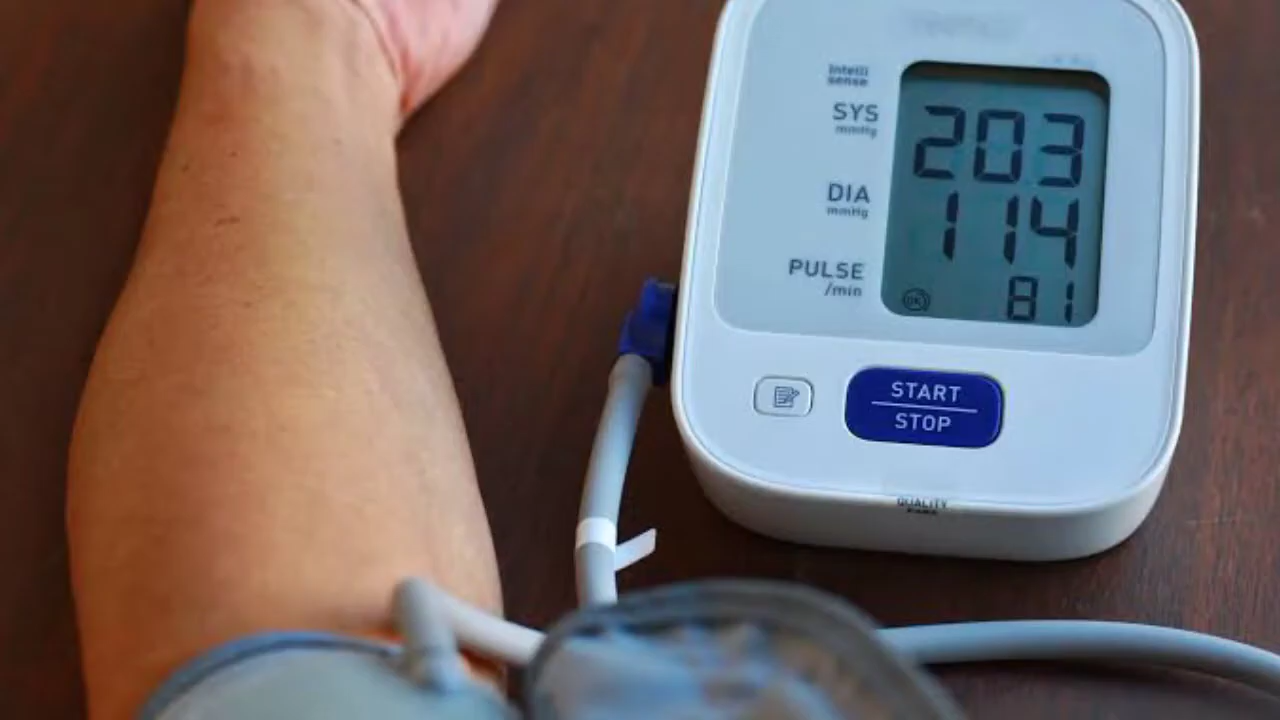 intelli
sense
SYS
mmHg
203
DIA
mmHg
114
PULSE
/min
OK
81
START
STOP
QUALITY